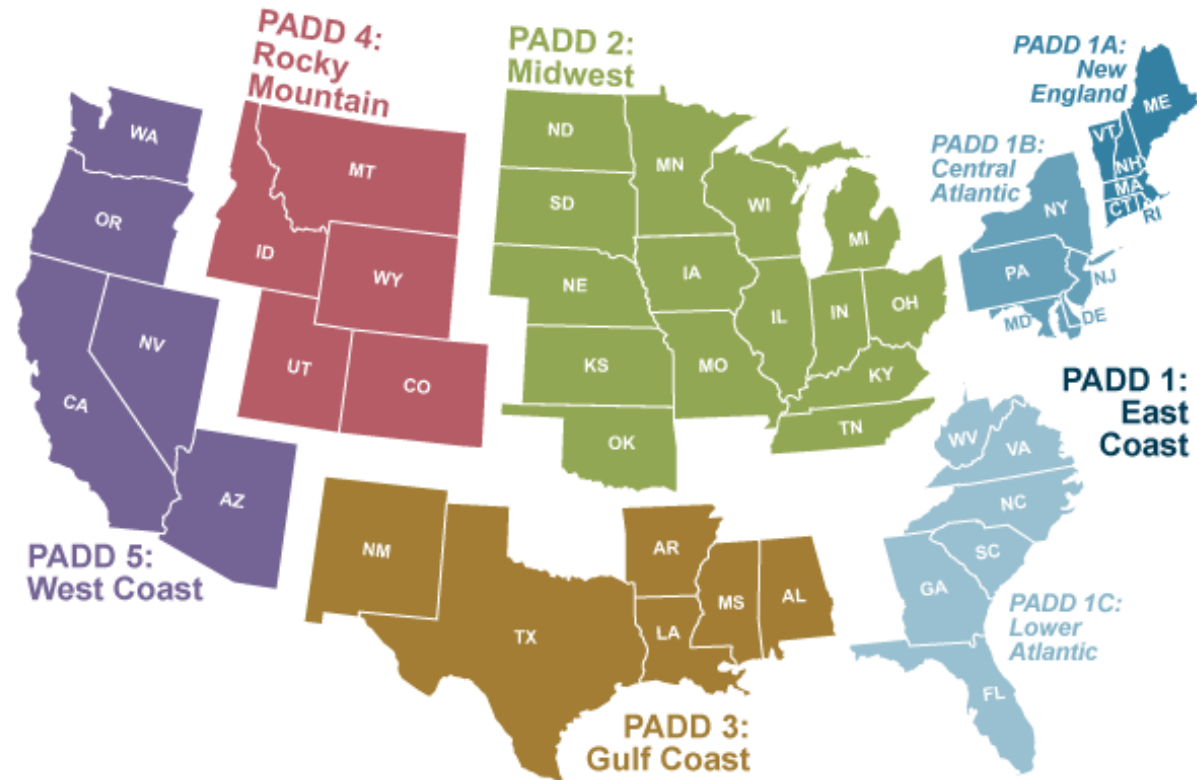 PADD 4:
Rocky
Mountain
PADD 2:
Midwest
PADD 1A:
New
England
PADD 1B:
Central
Atlantic
PADD 1:
East
Coast
PADD 5:
West Coast
PADD 3:
Gulf Coast
PADD 1C:
Lower
Atlantic
WA
OR
CA
NV
AZ
MT
ID
WY
UT
CO
ND
SD
NE
KS
OK
MN
IA
MO
WI
IL
MI
IN
OH
KY
TN
NM
TX
AR
LA
MS
AL
ME
VT
NH
MA
CT
RI
NY
PA
NJ
MD
DE
WV
VA
NC
SC
GA
FL